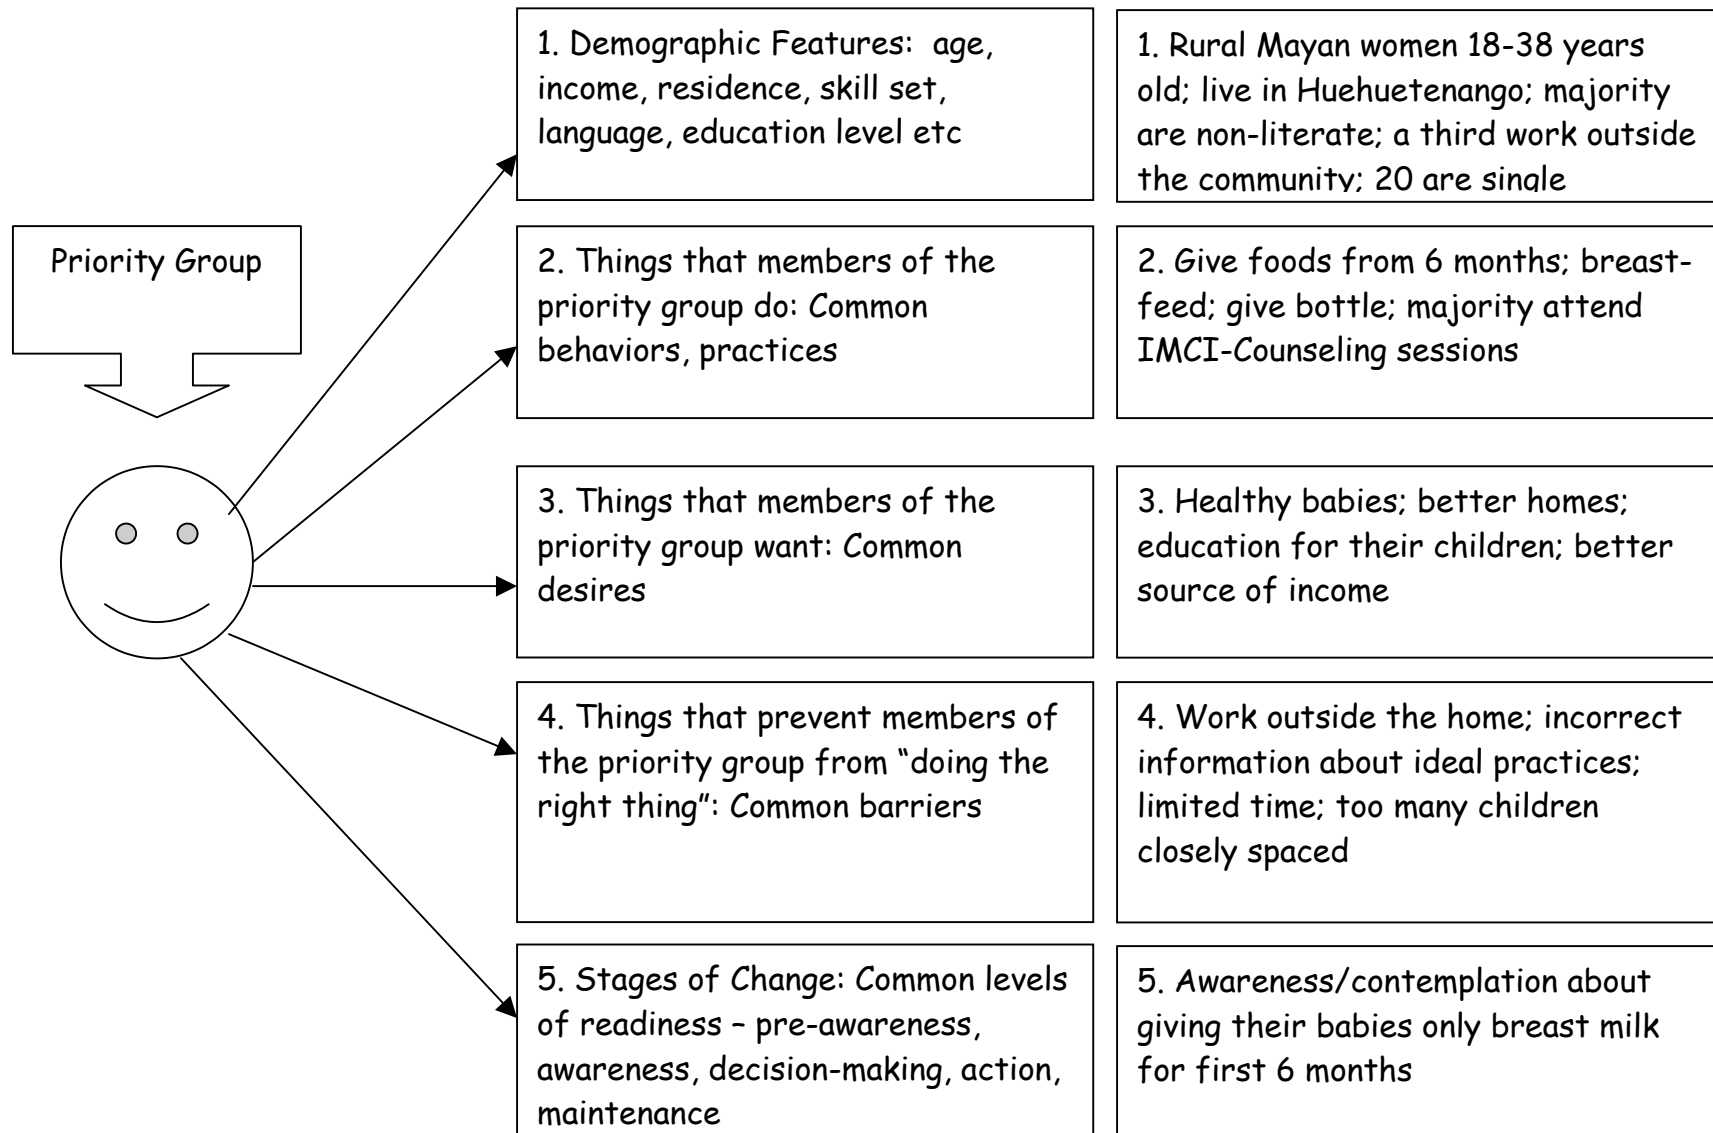 Priority Group
1. Demographic Features:  age,
income, residence, skill set,
language, education level etc
1. Rural Mayan women 18-38 years
old; live in Huehuetenango; majority
are non-literate; a third work outside
the community; 20 are single
2. Things that members of the
priority group do: Common
behaviors, practices
2. Give foods from 6 months; breast-
feed; give bottle; majority attend
IMCI-Counseling sessions
3. Things that members of the
priority group want: Common
desires
3. Healthy babies; better homes;
education for their children; better
source of income
4. Things that prevent members of
the priority group from “doing the
right thing”: Common barriers
4. Work outside the home; incorrect
information about ideal practices;
limited time; too many children
closely spaced
5. Stages of Change: Common levels
of readiness – pre-awareness,
awareness, decision-making, action,
maintenance
5. Awareness/contemplation about
giving their babies only breast milk
for first 6 months